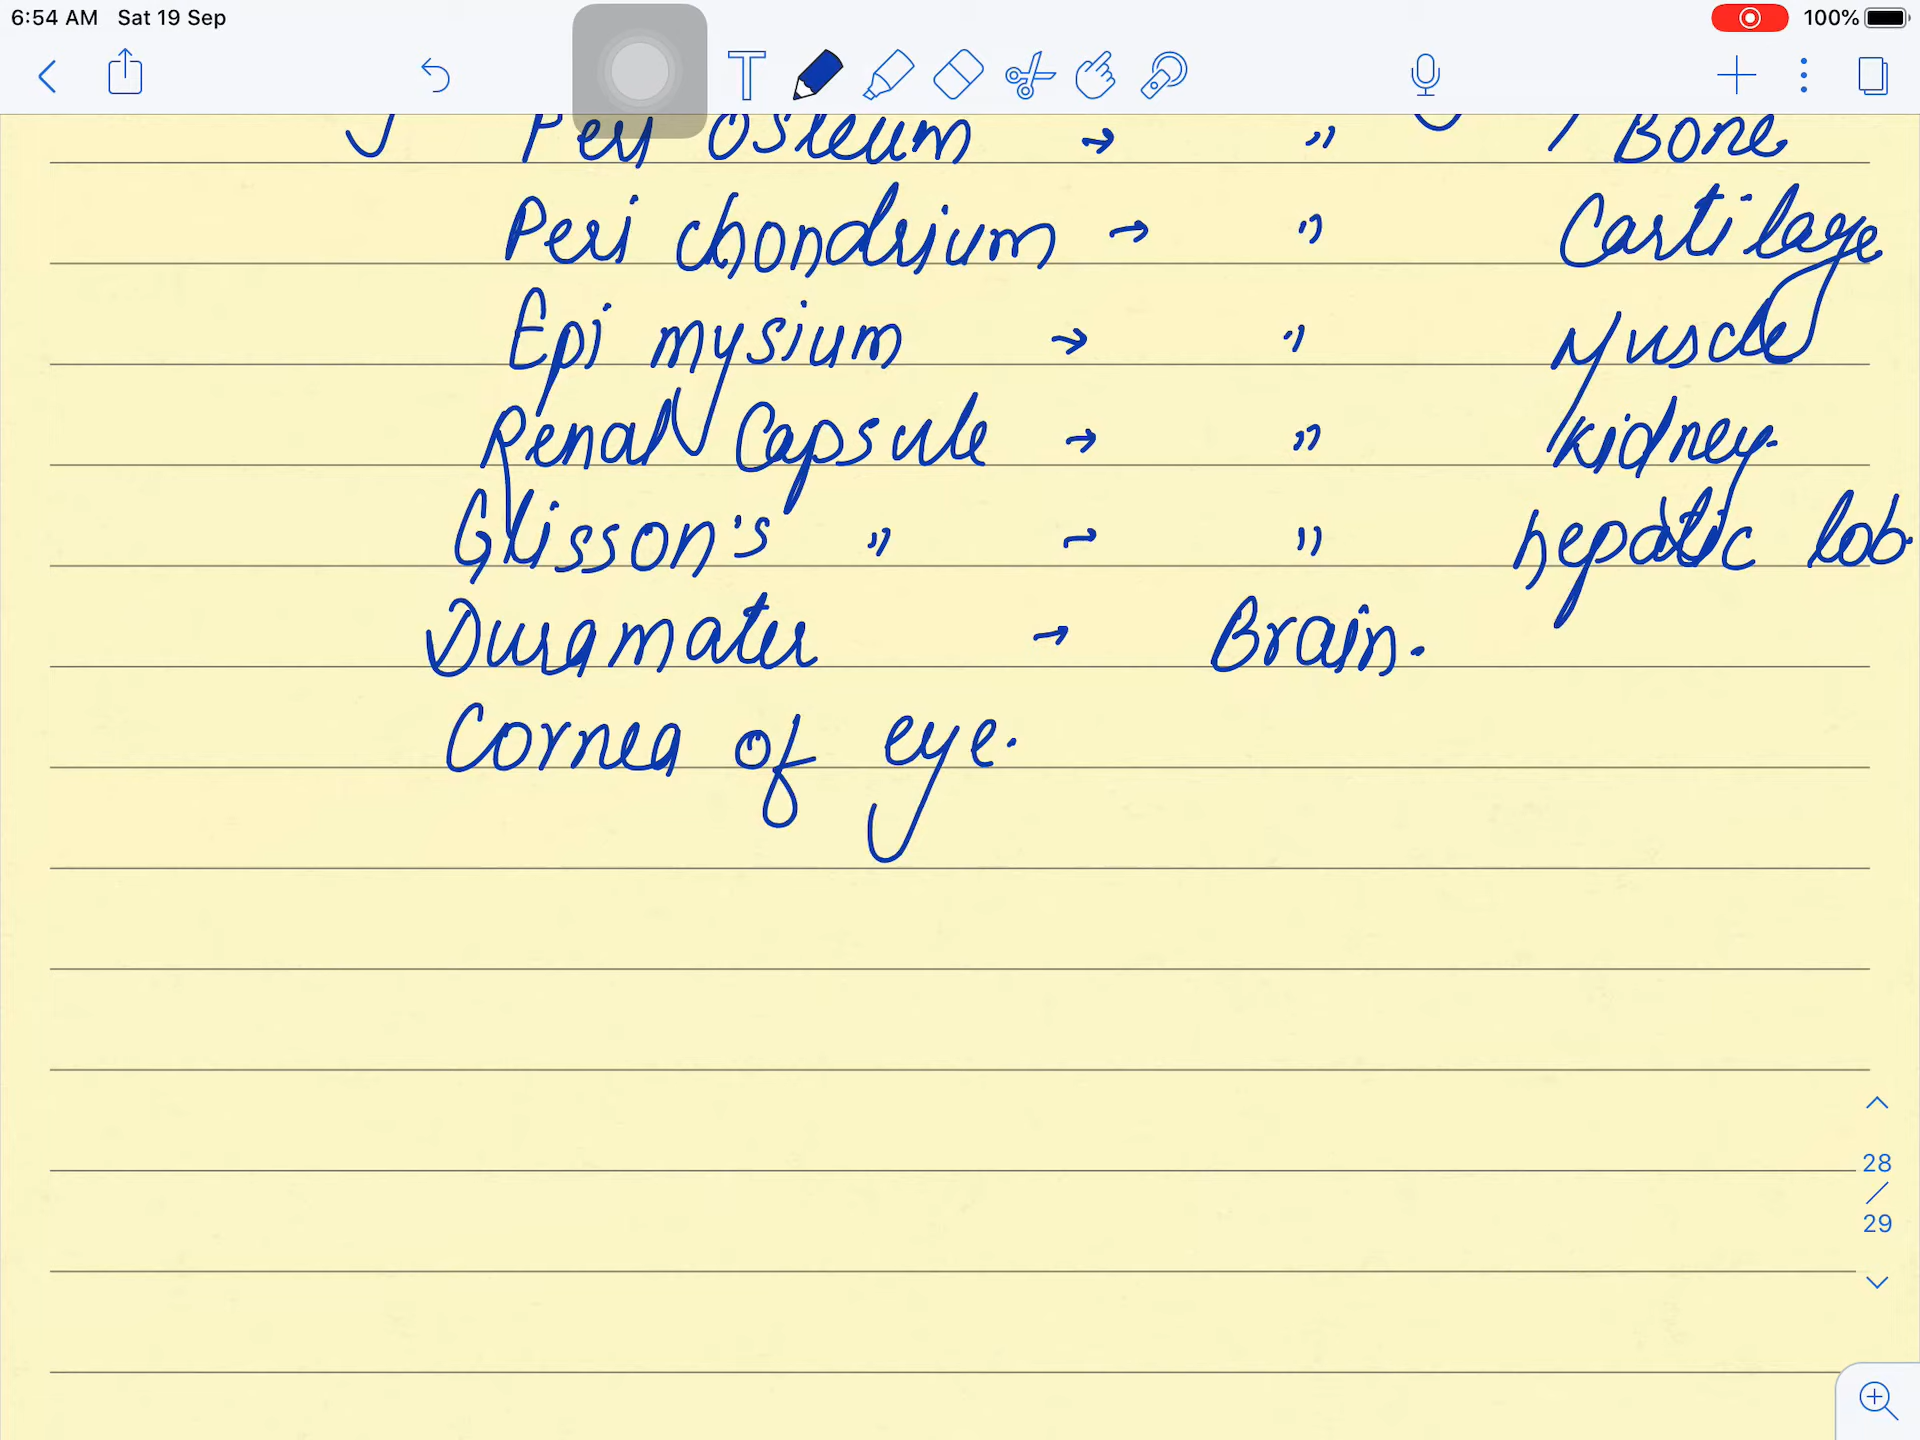 6:54 AM Sat 19 Sep 100%
Peri Osteum → " Bone
Peri chondrium → " Cartilage
Epi mysium → " Muscle
Renal Capsule → " kidney.
Glisson's " → " hepatic lob.
Duramater → Brain.
Cornea of eye.
28
/
29